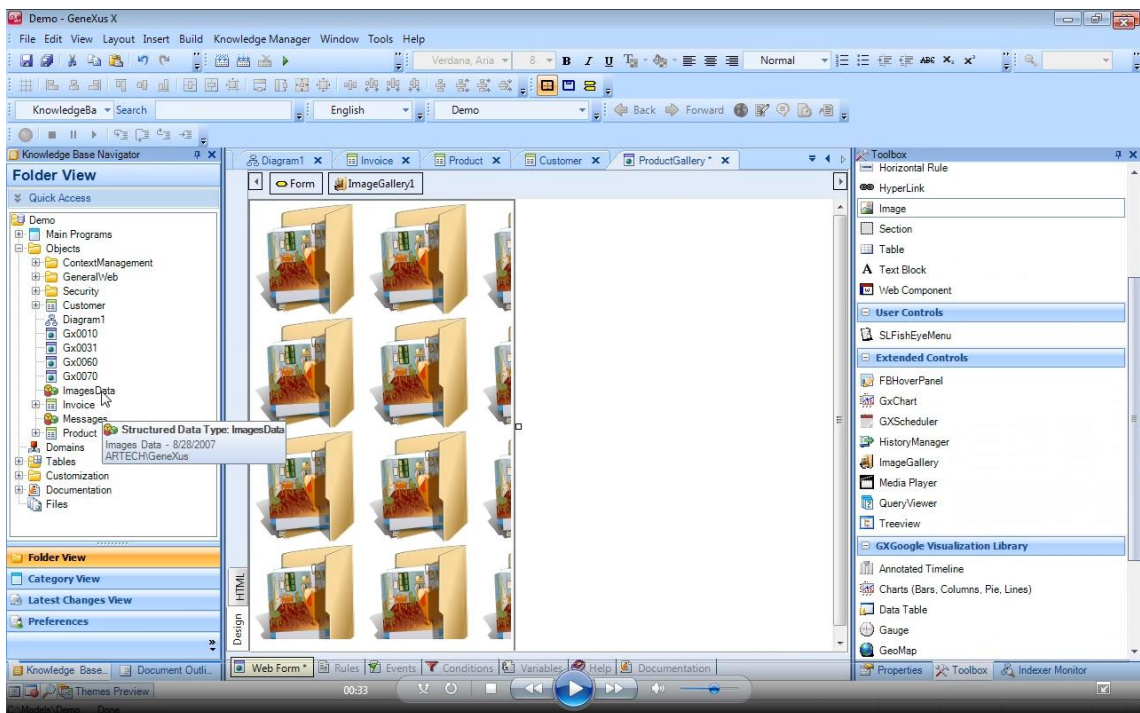 Demo - GeneXus X
File Edit View Layout Insert Build Knowledge Manager Window Tools Help
Verdana, Aria 8 B I U Normal ABC X₂ x²
KnowledgeBa Search English Demo Back Forward
Knowledge Base Navigator
Folder View
Quick Access
Demo
Main Programs
Objects
ContextManagement
GeneralWeb
Security
Customer
Diagram1
Gx0010
Gx0031
Gx0060
Gx0070
ImagesData
Invoice
Messages
Product
Domains
Tables
Customization
Documentation
Files
Structured Data Type: ImagesData
Images Data - 8/28/2007
ARTECH\GeneXus
Folder View
Category View
Latest Changes View
Preferences
Knowledge Base.. Document Outli...
Diagram1 Invoice Product Customer ProductGallery *
Form ImageGallery1
HTML
Design
Web Form * Rules Events Conditions Variables Help Documentation
Toolbox
Horizontal Rule
HyperLink
Image
Section
Table
A Text Block
Web Component
User Controls
SLFishEyeMenu
Extended Controls
FBHoverPanel
GxChart
GXScheduler
HistoryManager
ImageGallery
Media Player
QueryViewer
Treeview
GXGoogle Visualization Library
Annotated Timeline
Charts (Bars, Columns, Pie, Lines)
Data Table
Gauge
GeoMap
Properties Toolbox Indexer Monitor
Themes Preview
00:33
C:\Models\Demo Done